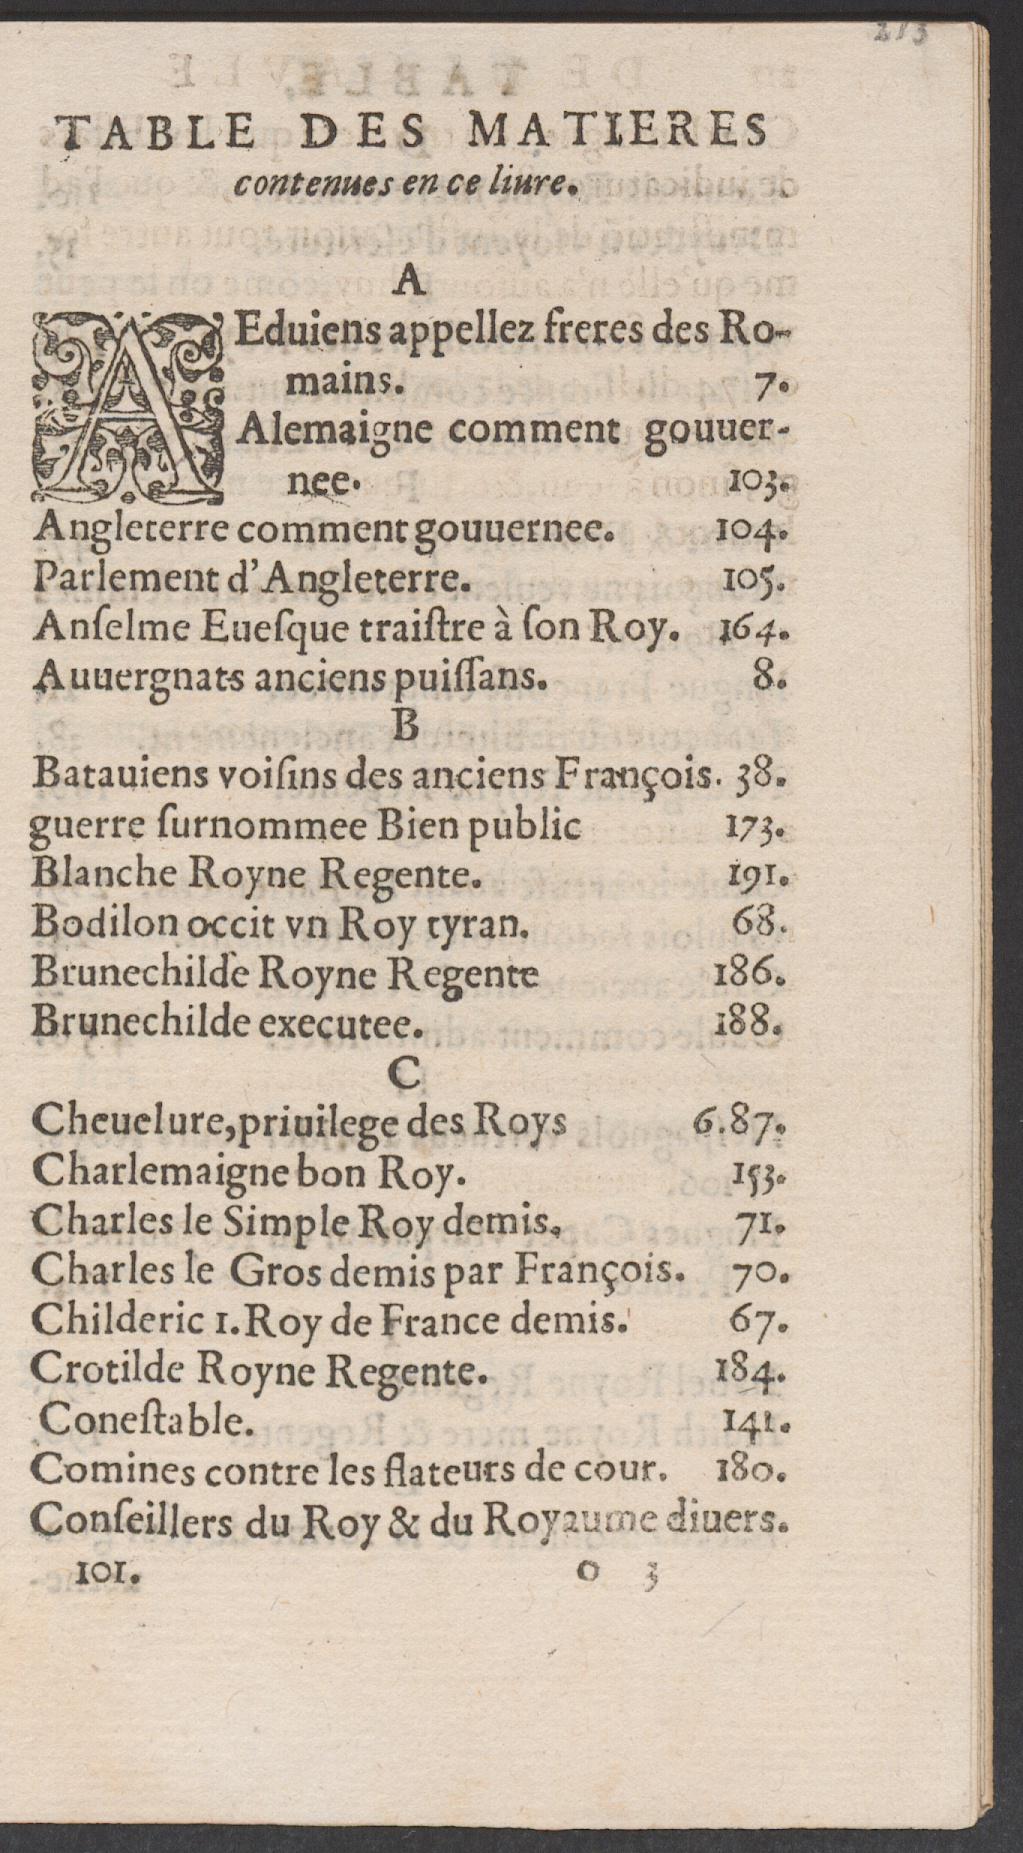 213
TABLE DES MATIERES
contenues en ce liure.
A
AEduiens appellez freres des Ro-
mains. 7.
Alemaigne comment gouuer-
nee. 103.
Angleterre comment gouuernee. 104.
Parlement d'Angleterre. 105.
Anſelme Eueſque traiſtre à ſon Roy. 164.
Auuergnats anciens puiſſans. 8.
B
Batauiens voiſins des anciens François. 38.
guerre ſurnommee Bien public 173.
Blanche Royne Regente. 191.
Bodilon occit vn Roy tyran. 68.
Brunechilde Royne Regente 186.
Brunechilde executee. 188.
C
Cheuelure, priuilege des Roys 6.87.
Charlemaigne bon Roy. 153.
Charles le Simple Roy demis. 71.
Charles le Gros demis par François. 70.
Childeric 1. Roy de France demis. 67.
Crotilde Royne Regente. 184.
Coneſtable. 141.
Comines contre les flateurs de cour. 180.
Conſeillers du Roy & du Royaume diuers.
101. o 3